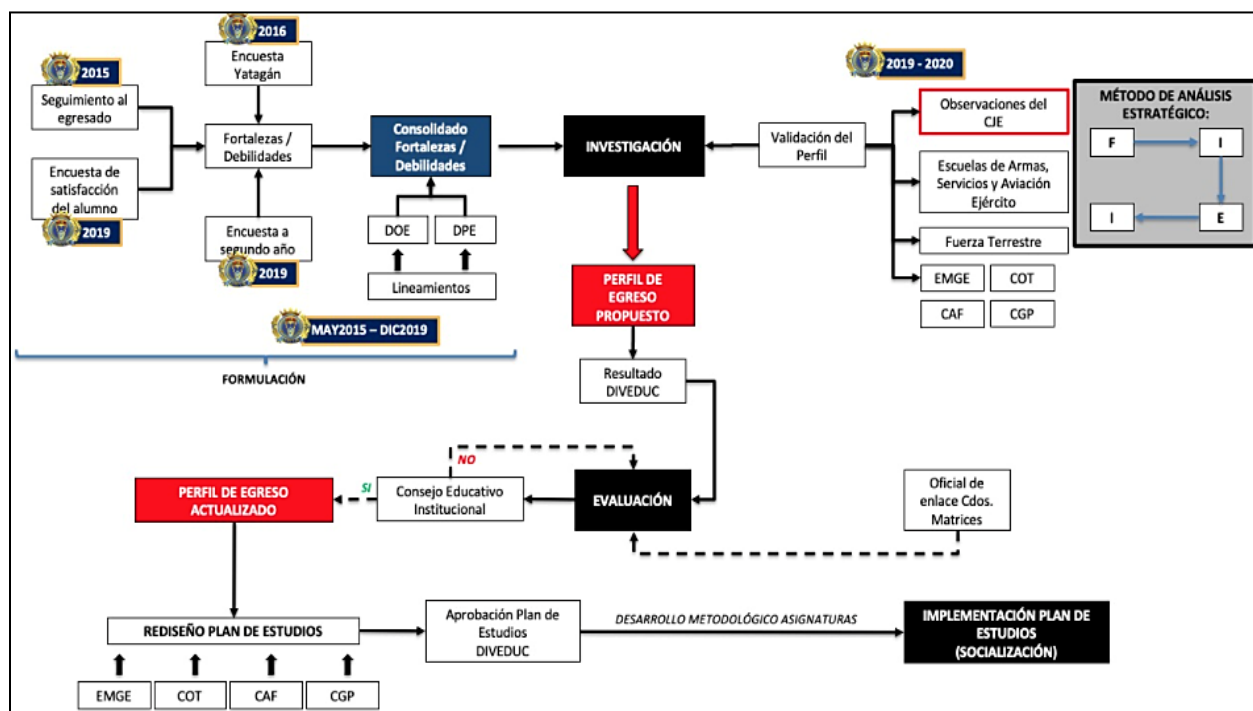 2016
Encuesta
Yatagán
2015
Seguimiento al
egresado
Encuesta de
satisfacción
del alumno
2019
Fortalezas /
Debilidades
Encuesta a
segundo año
2019
Consolidado
Fortalezas /
Debilidades
DOE
DPE
Lineamientos
MAY2015 – DIC2019
FORMULACIÓN
INVESTIGACIÓN
PERFIL DE
EGRESO
PROPUESTO
Resultado
DIVEDUC
Validación del
Perfil
2019 - 2020
Observaciones del
CJE
Escuelas de Armas,
Servicios y Aviación
Ejército
Fuerza Terrestre
EMGE
COT
CAF
CGP
MÉTODO DE ANÁLISIS
ESTRATÉGICO:
F
I
I
E
NO
SI
PERFIL DE EGRESO
ACTUALIZADO
Consejo Educativo
Institucional
EVALUACIÓN
Oficial de
enlace Cdos.
Matrices
REDISEÑO PLAN DE ESTUDIOS
EMGE
COT
CAF
CGP
Aprobación Plan de
Estudios
DIVEDUC
DESARROLLO METODOLÓGICO ASIGNATURAS
IMPLEMENTACIÓN PLAN DE
ESTUDIOS
(SOCIALIZACIÓN)